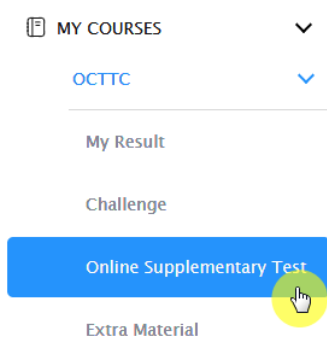 MY COURSES
OCTTC
My Result
Challenge
Online Supplementary Test
Extra Material